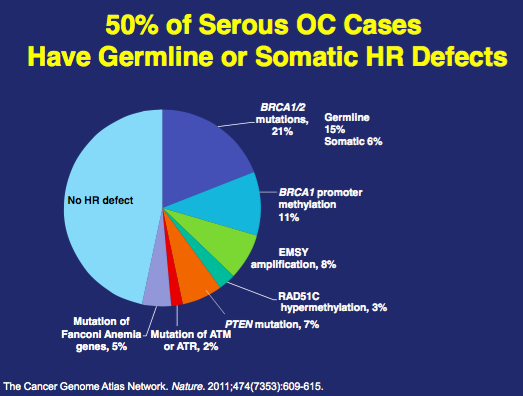 50% of Serous OC Cases
Have Germline or Somatic HR Defects
BRCA1/2
mutations,
21%
Germline
15%
Somatic 6%
No HR defect
BRCA1 promoter
methylation
11%
EMSY
amplification, 8%
RAD51C
hypermethylation, 3%
PTEN mutation, 7%
Mutation of ATM
or ATR, 2%
Mutation of
Fanconi Anemia
genes, 5%
The Cancer Genome Atlas Network. Nature. 2011;474(7353):609-615.